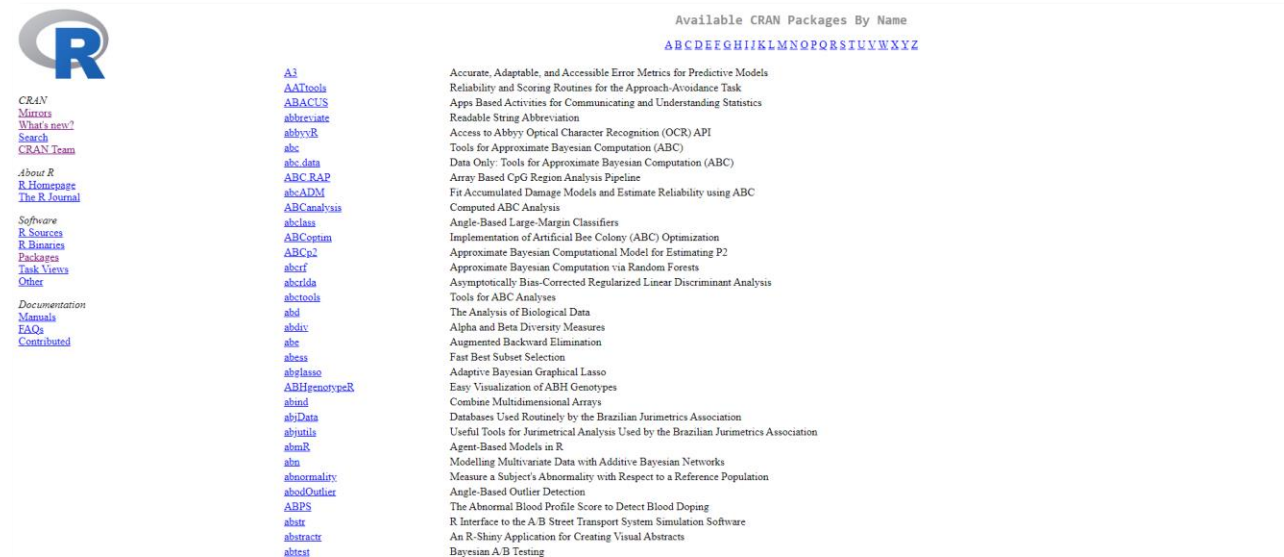 R
Available CRAN Packages By Name
A B C D E F G H I J K L M N O P Q R S T U V W X Y Z
CRAN
Mirrors
What's new?
Search
CRAN Team
About R
R Homepage
The R Journal
Software
R Sources
R Binaries
Packages
Task Views
Other
Documentation
Manuals
FAQs
Contributed
A3 Accurate, Adaptable, and Accessible Error Metrics for Predictive Models
AATtools Reliability and Scoring Routines for the Approach-Avoidance Task
ABACUS Apps Based Activities for Communicating and Understanding Statistics
abbreviate Readable String Abbreviation
abbyyR Access to Abbyy Optical Character Recognition (OCR) API
abc Tools for Approximate Bayesian Computation (ABC)
abc.data Data Only: Tools for Approximate Bayesian Computation (ABC)
ABC.RAP Array Based CpG Region Analysis Pipeline
abcADM Fit Accumulated Damage Models and Estimate Reliability using ABC
ABCanalysis Computed ABC Analysis
abclass Angle-Based Large-Margin Classifiers
ABCoptim Implementation of Artificial Bee Colony (ABC) Optimization
ABCp2 Approximate Bayesian Computational Model for Estimating P2
abcrf Approximate Bayesian Computation via Random Forests
abcrlda Asymptotically Bias-Corrected Regularized Linear Discriminant Analysis
abctools Tools for ABC Analyses
abd The Analysis of Biological Data
abdiv Alpha and Beta Diversity Measures
abe Augmented Backward Elimination
abess Fast Best Subset Selection
abglasso Adaptive Bayesian Graphical Lasso
ABHgenotypeR Easy Visualization of ABH Genotypes
abind Combine Multidimensional Arrays
abjData Databases Used Routinely by the Brazilian Jurimetrics Association
abjutils Useful Tools for Jurimetrical Analysis Used by the Brazilian Jurimetrics Association
abmR Agent-Based Models in R
abn Modelling Multivariate Data with Additive Bayesian Networks
abnormality Measure a Subject's Abnormality with Respect to a Reference Population
abodOutlier Angle-Based Outlier Detection
ABPS The Abnormal Blood Profile Score to Detect Blood Doping
abstr R Interface to the A/B Street Transport System Simulation Software
abstractr An R-Shiny Application for Creating Visual Abstracts
abtest Bayesian A/B Testing